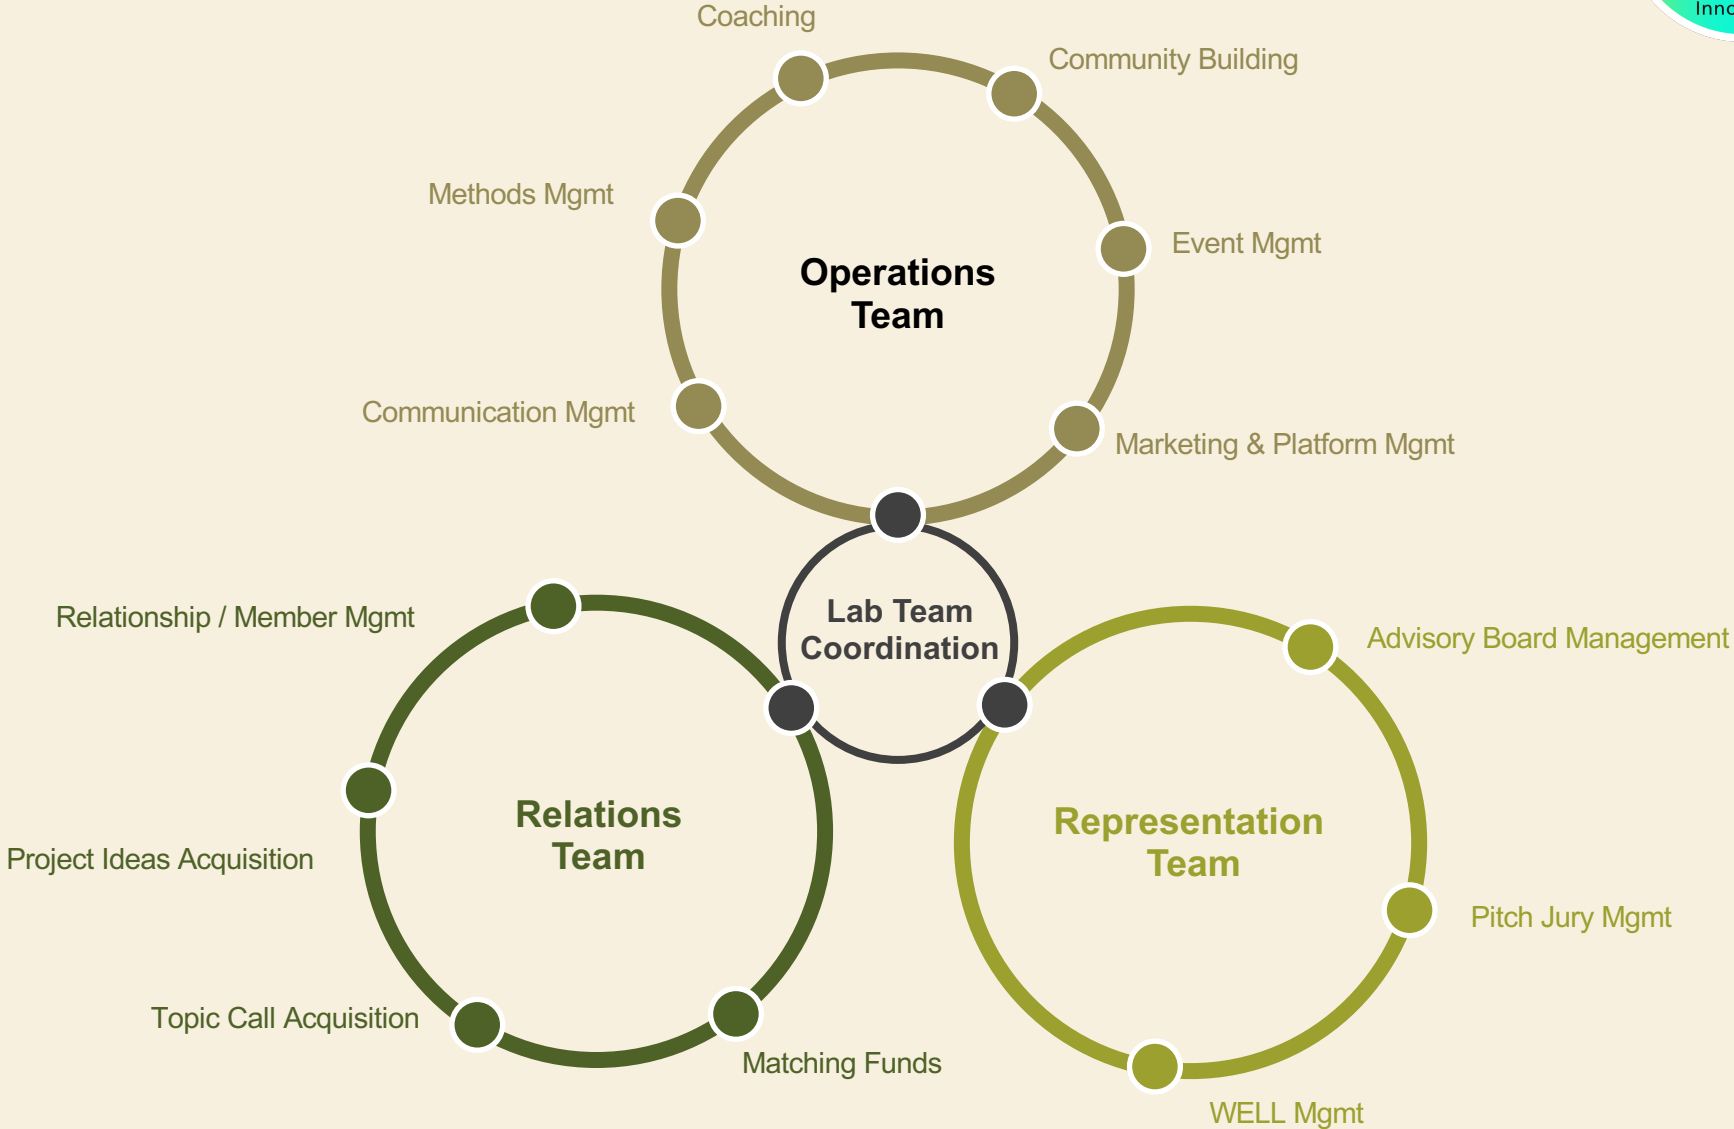 Coaching
Community Building
Methods Mgmt
Event Mgmt
Operations
Team
Communication Mgmt
Marketing & Platform Mgmt
Lab Team
Coordination
Relationship / Member Mgmt
Advisory Board Management
Relations
Team
Representation
Team
Project Ideas Acquisition
Pitch Jury Mgmt
Topic Call Acquisition
Matching Funds
WELL Mgmt